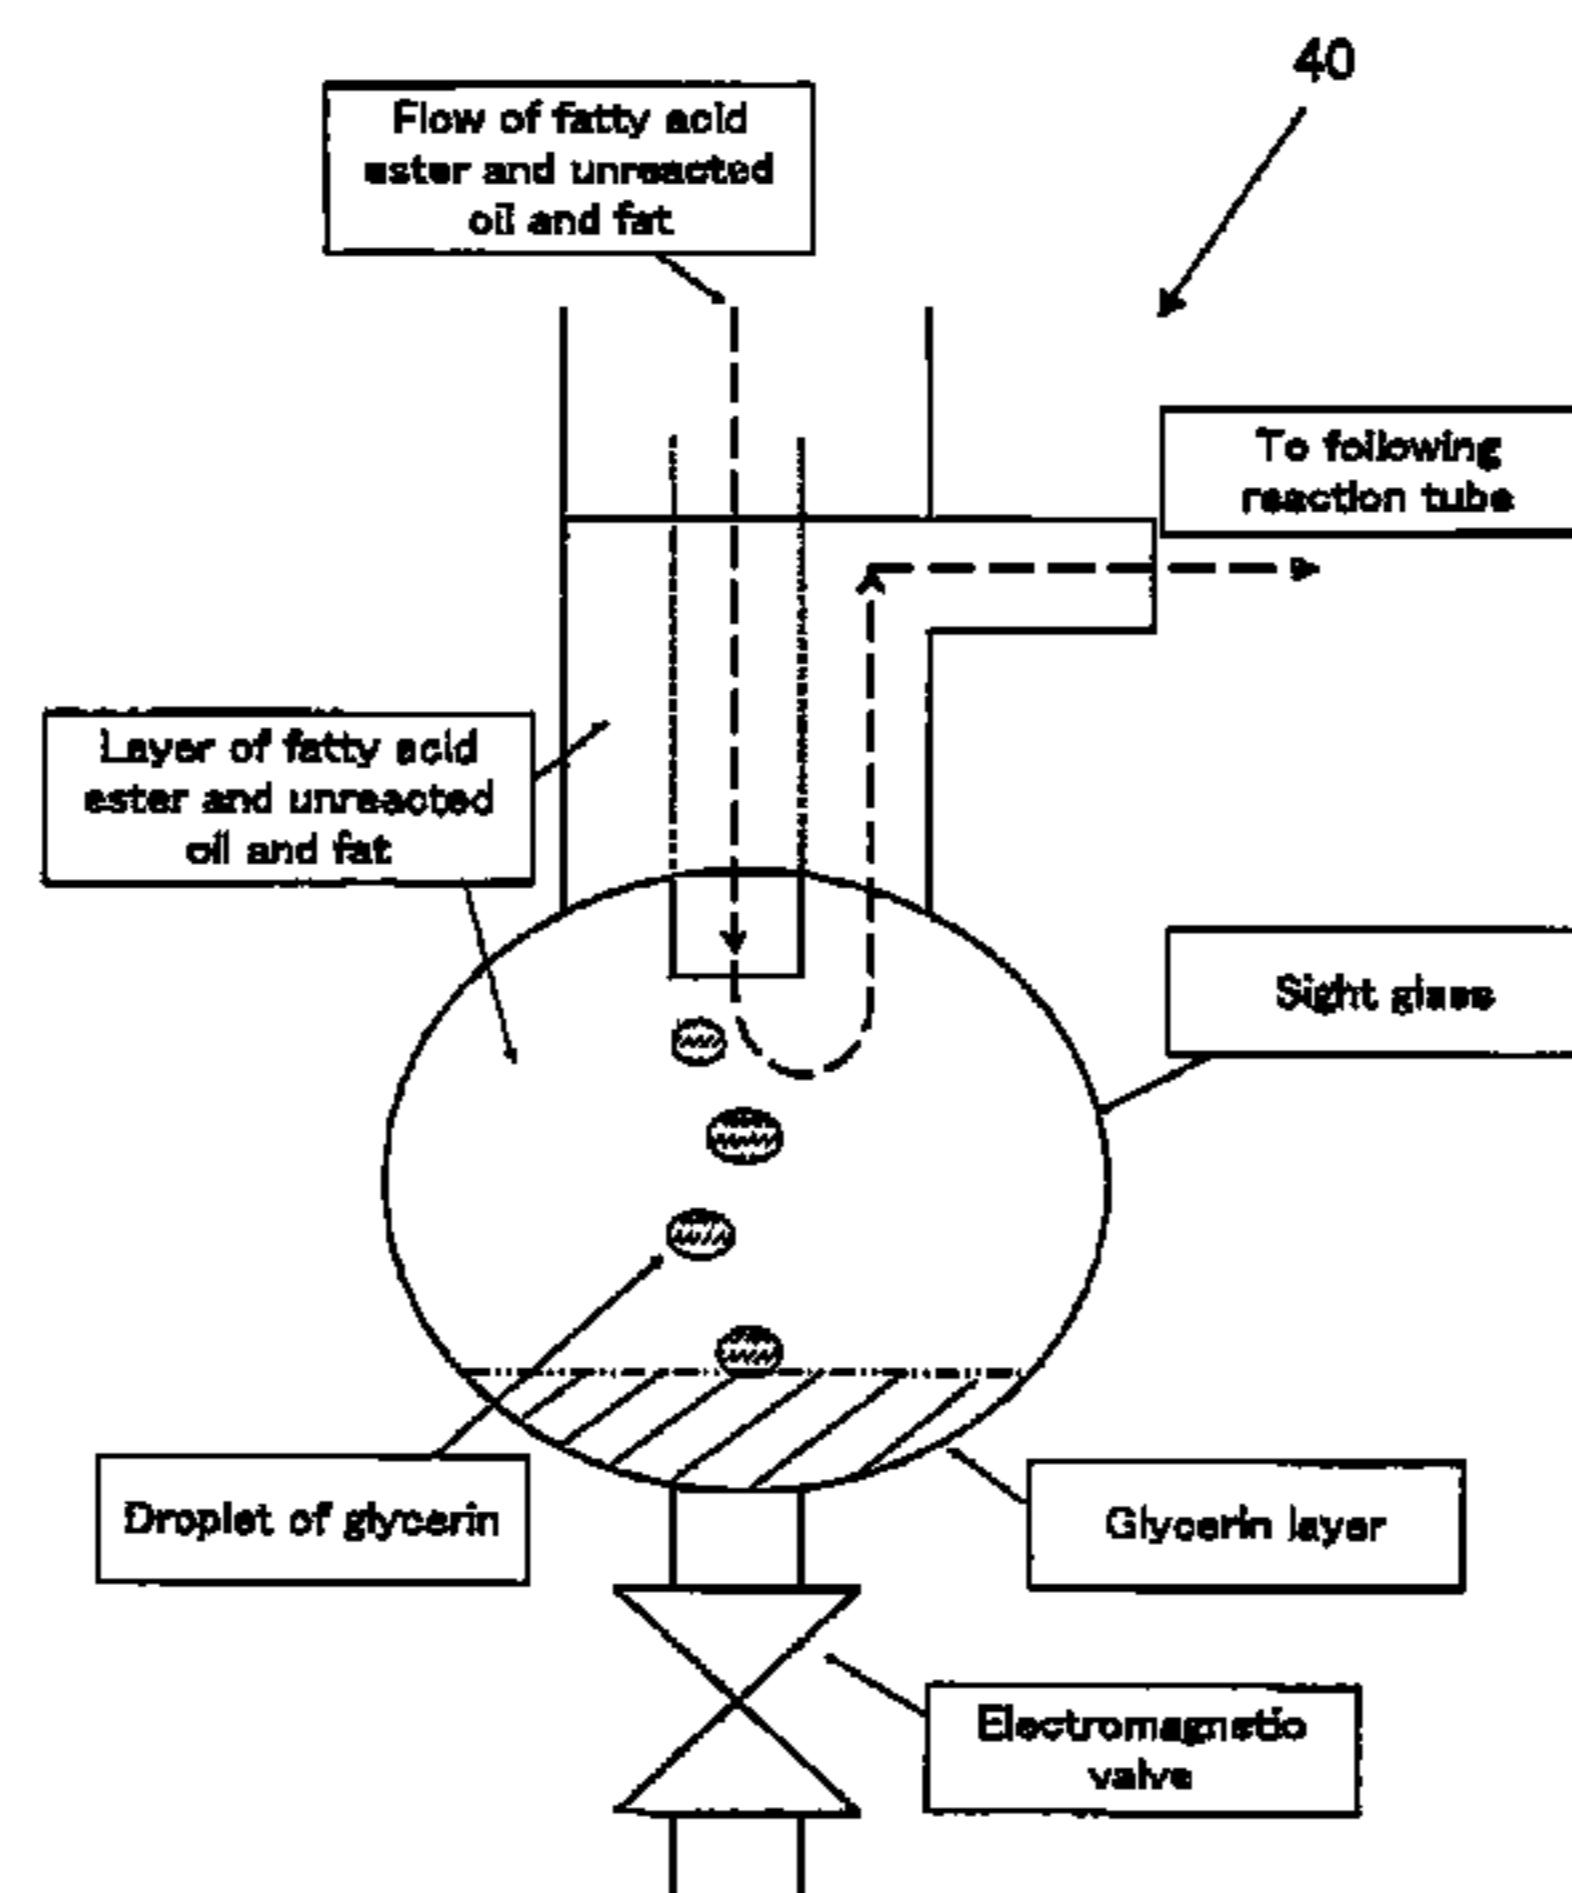 40
Flow of fatty acid
ester and unreacted
oil and fat
To following
reaction tube
Layer of fatty acid
ester and unreacted
oil and fat
Sight glass
Droplet of glycerin
Glycerin layer
Electromagnetic
valve